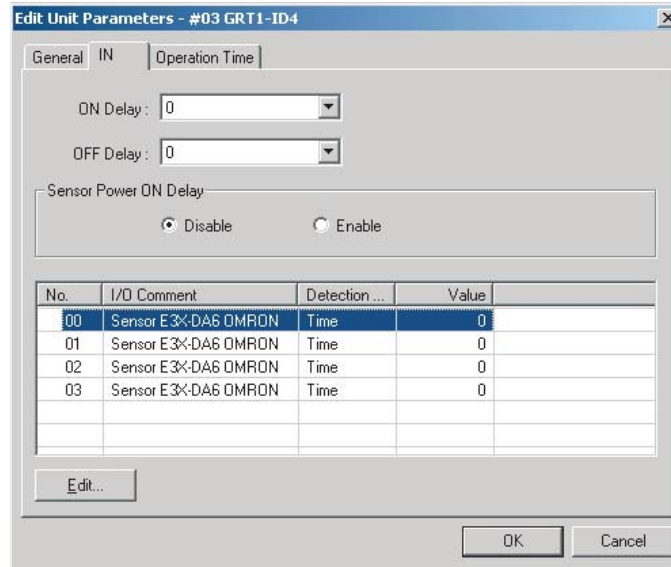 Edit Unit Parameters - #03 GRT1-ID4
General IN Operation Time
ON Delay : 0
OFF Delay : 0
Sensor Power ON Delay
Disable Enable
No. I/O Comment Detection ... Value
00 Sensor E3X-DA6 OMRON Time 0
01 Sensor E3X-DA6 OMRON Time 0
02 Sensor E3X-DA6 OMRON Time 0
03 Sensor E3X-DA6 OMRON Time 0
Edit...
OK Cancel